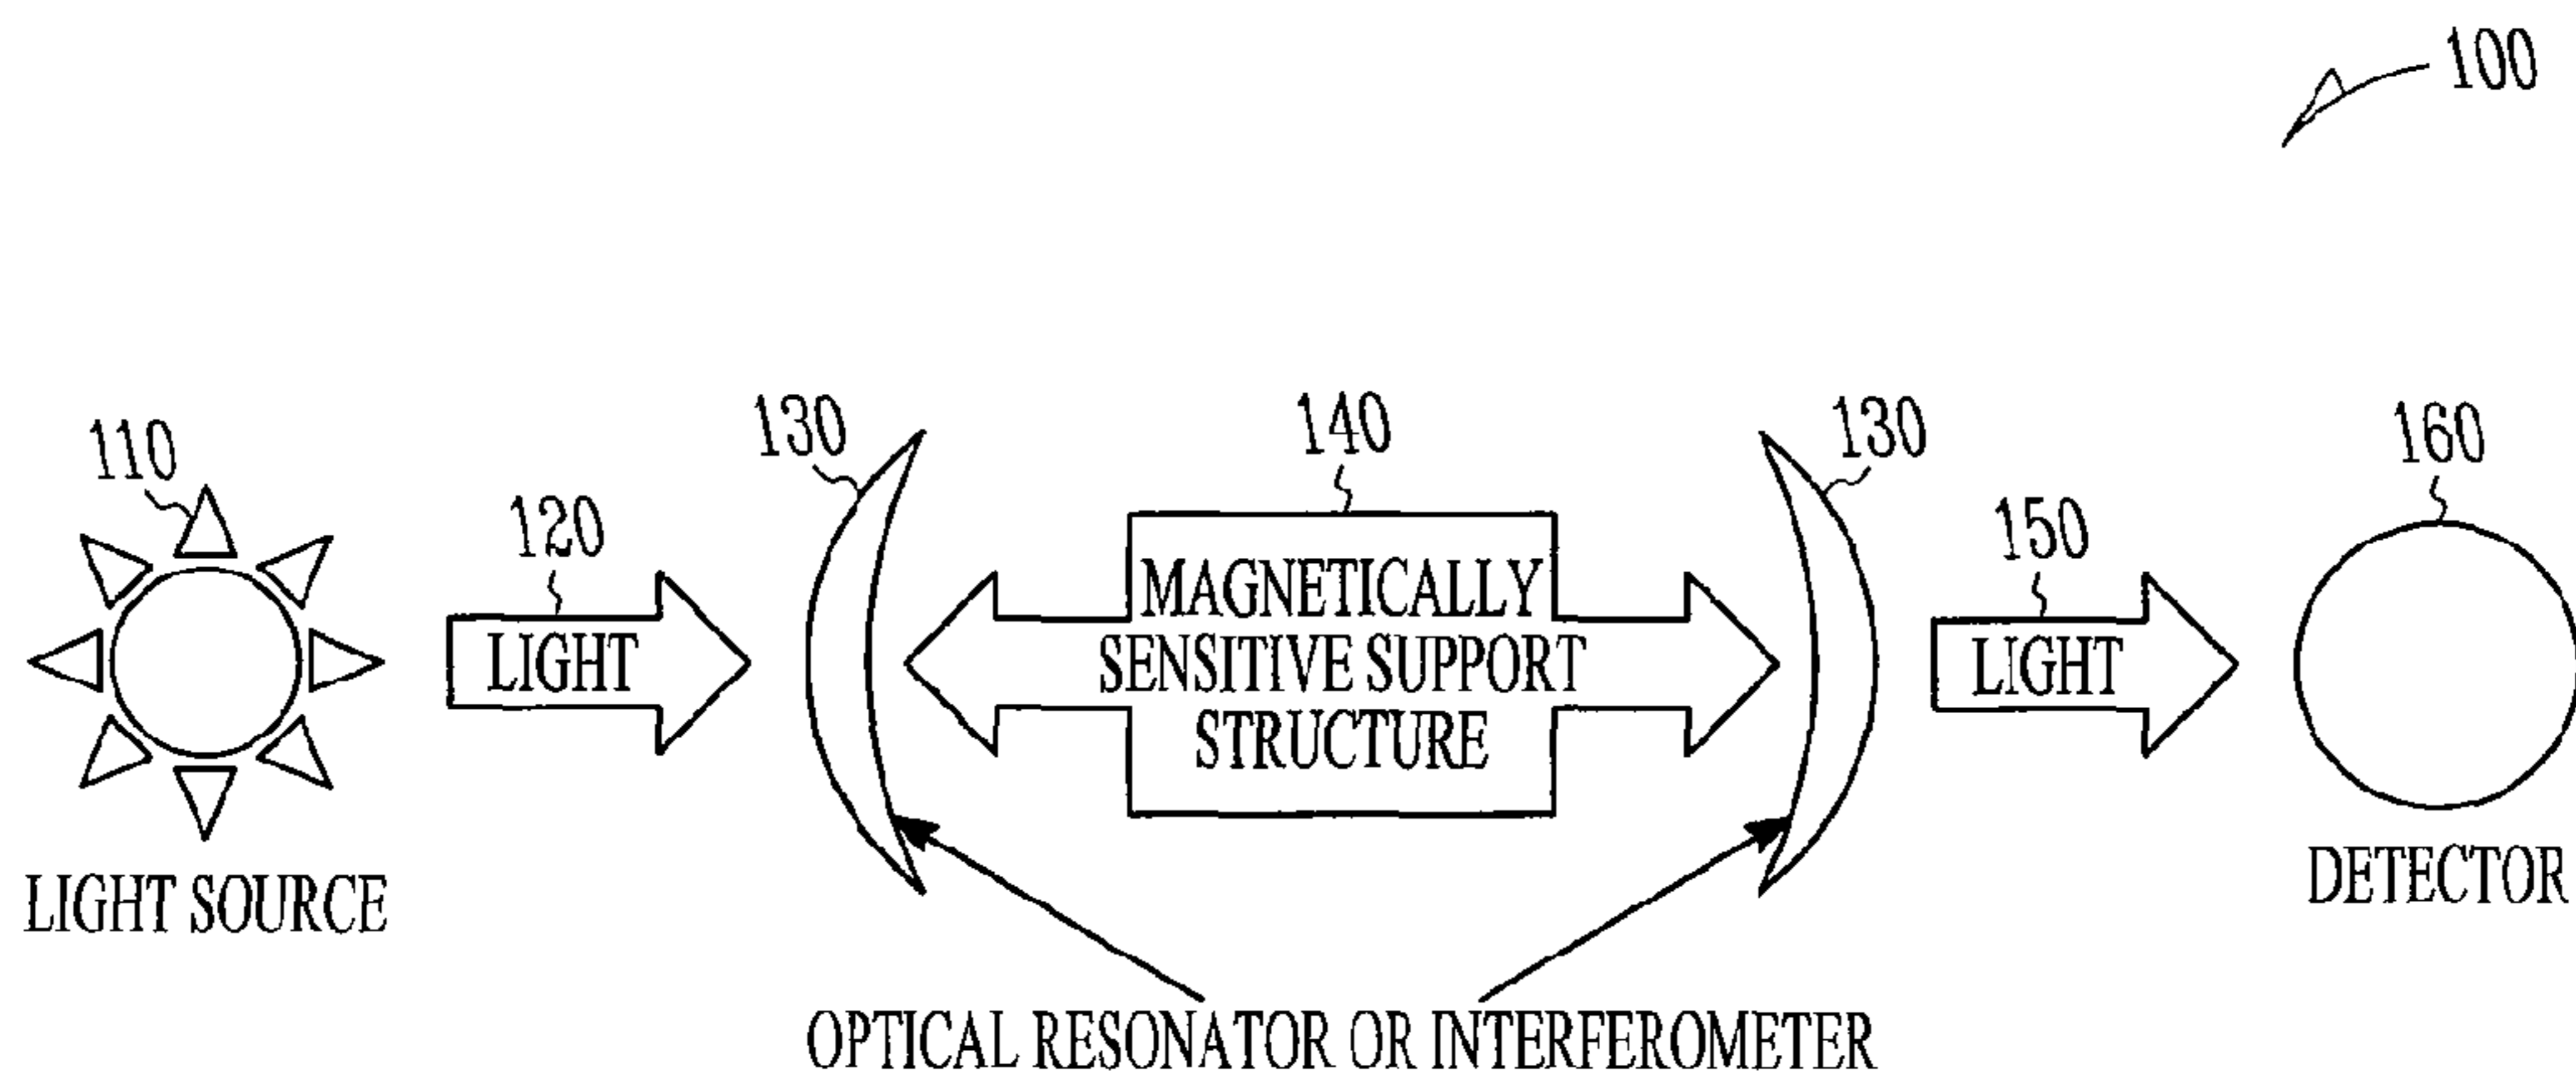 100
110
120
130
140
130
150
160
LIGHT
MAGNETICALLY
SENSITIVE SUPPORT
STRUCTURE
LIGHT
LIGHT SOURCE
DETECTOR
OPTICAL RESONATOR OR INTERFEROMETER